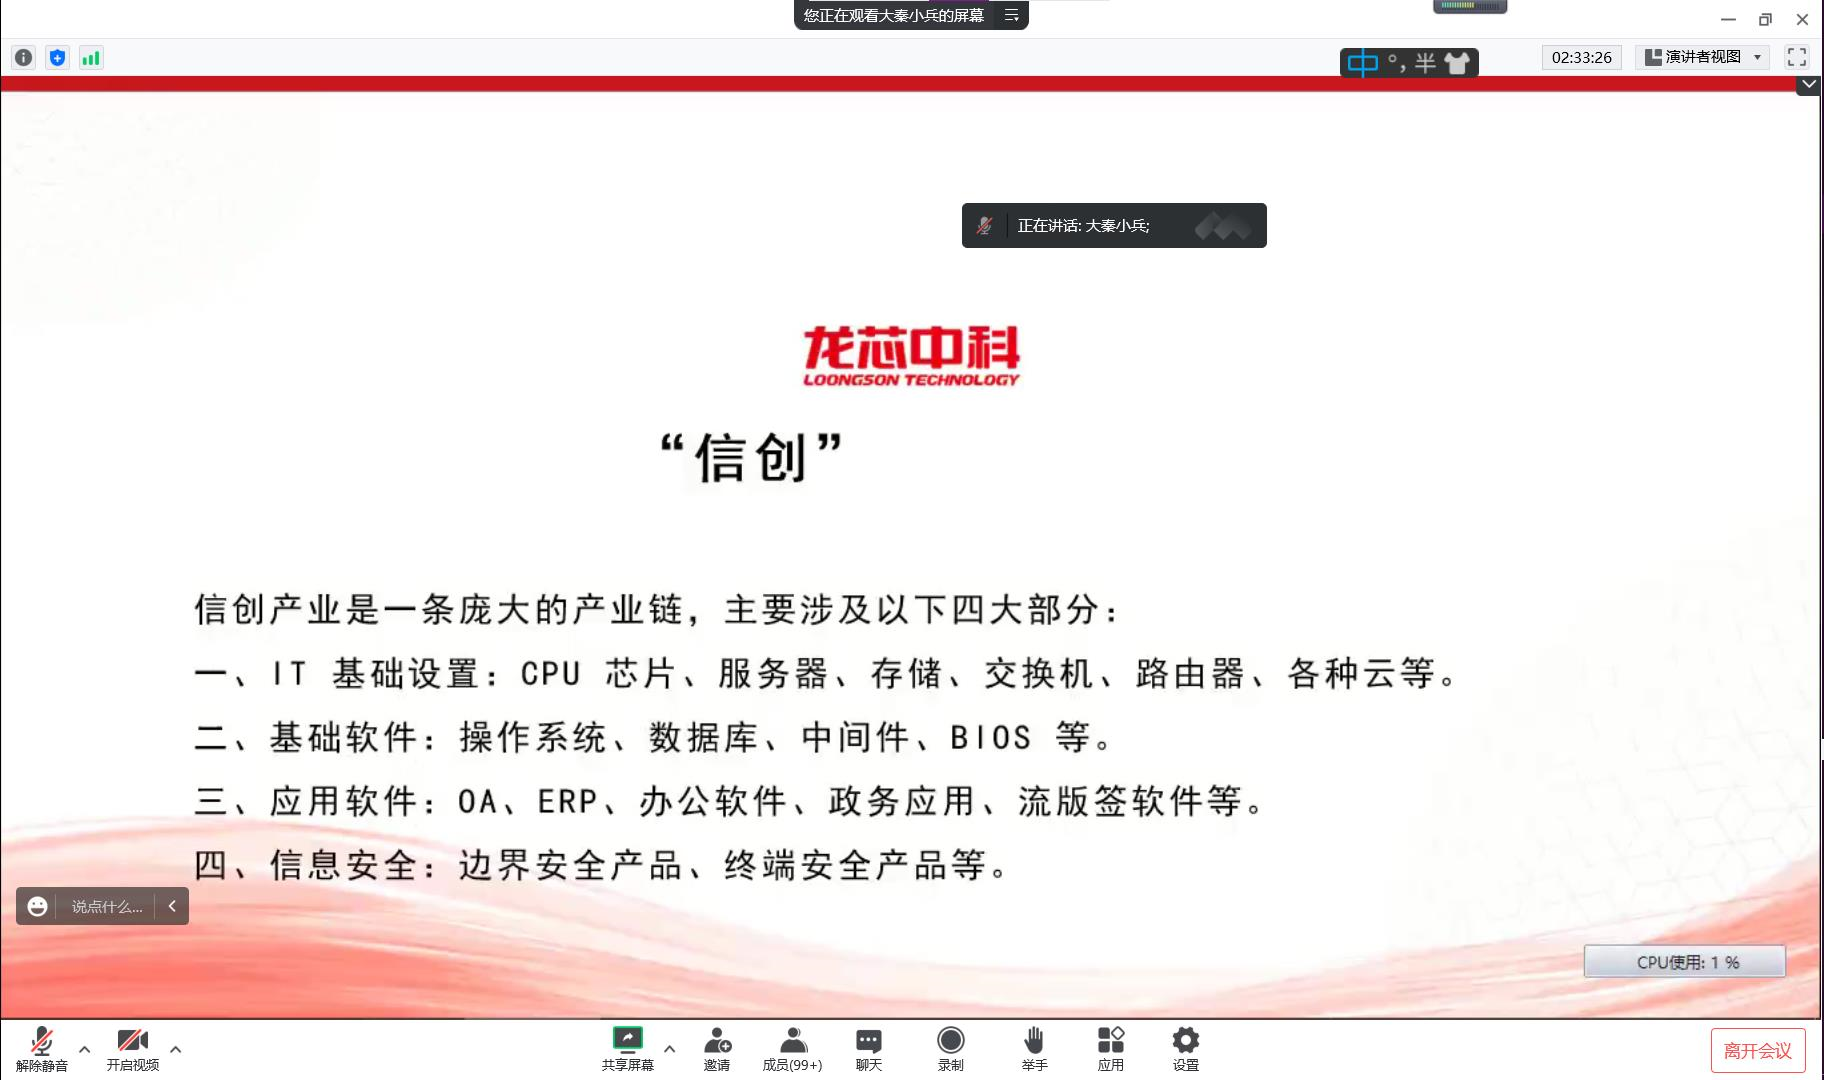 您正在观看大秦小兵的屏幕
中 °, 半
02:33:26
演讲者视图
正在讲话: 大秦小兵;
龙芯中科
LOONGSON TECHNOLOGY
“信创”
信创产业是一条庞大的产业链，主要涉及以下四大部分：
一、IT 基础设置：CPU 芯片、服务器、存储、交换机、路由器、各种云等。
二、基础软件：操作系统、数据库、中间件、BIOS 等。
三、应用软件：OA、ERP、办公软件、政务应用、流版签软件等。
四、信息安全：边界安全产品、终端安全产品等。
说点什么...
CPU使用: 1 %
解除静音
开启视频
共享屏幕
邀请
成员(99+)
聊天
录制
举手
应用
设置
离开会议